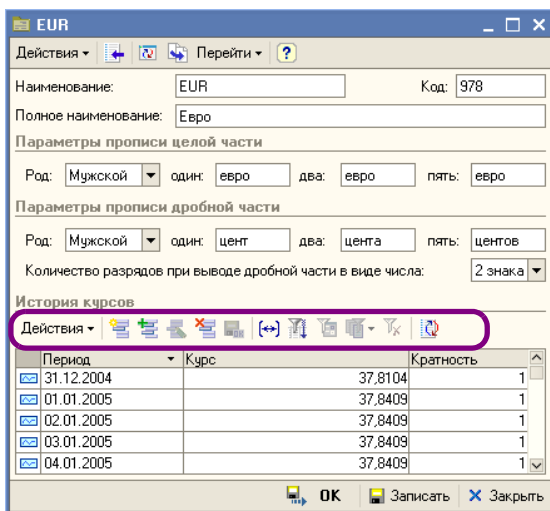 EUR
Действия Перейти ?
Наименование: EUR Код: 978
Полное наименование: Евро
Параметры прописи целой части
Род: Мужской один: евро два: евро пять: евро
Параметры прописи дробной части
Род: Мужской один: цент два: цента пять: центов
Количество разрядов при выводе дробной части в виде числа: 2 знака
История курсов
Действия
Период Курс Кратность
31.12.2004 37,8104 1
01.01.2005 37,8409 1
02.01.2005 37,8409 1
03.01.2005 37,8409 1
04.01.2005 37,8409 1
OK Записать Закрыть